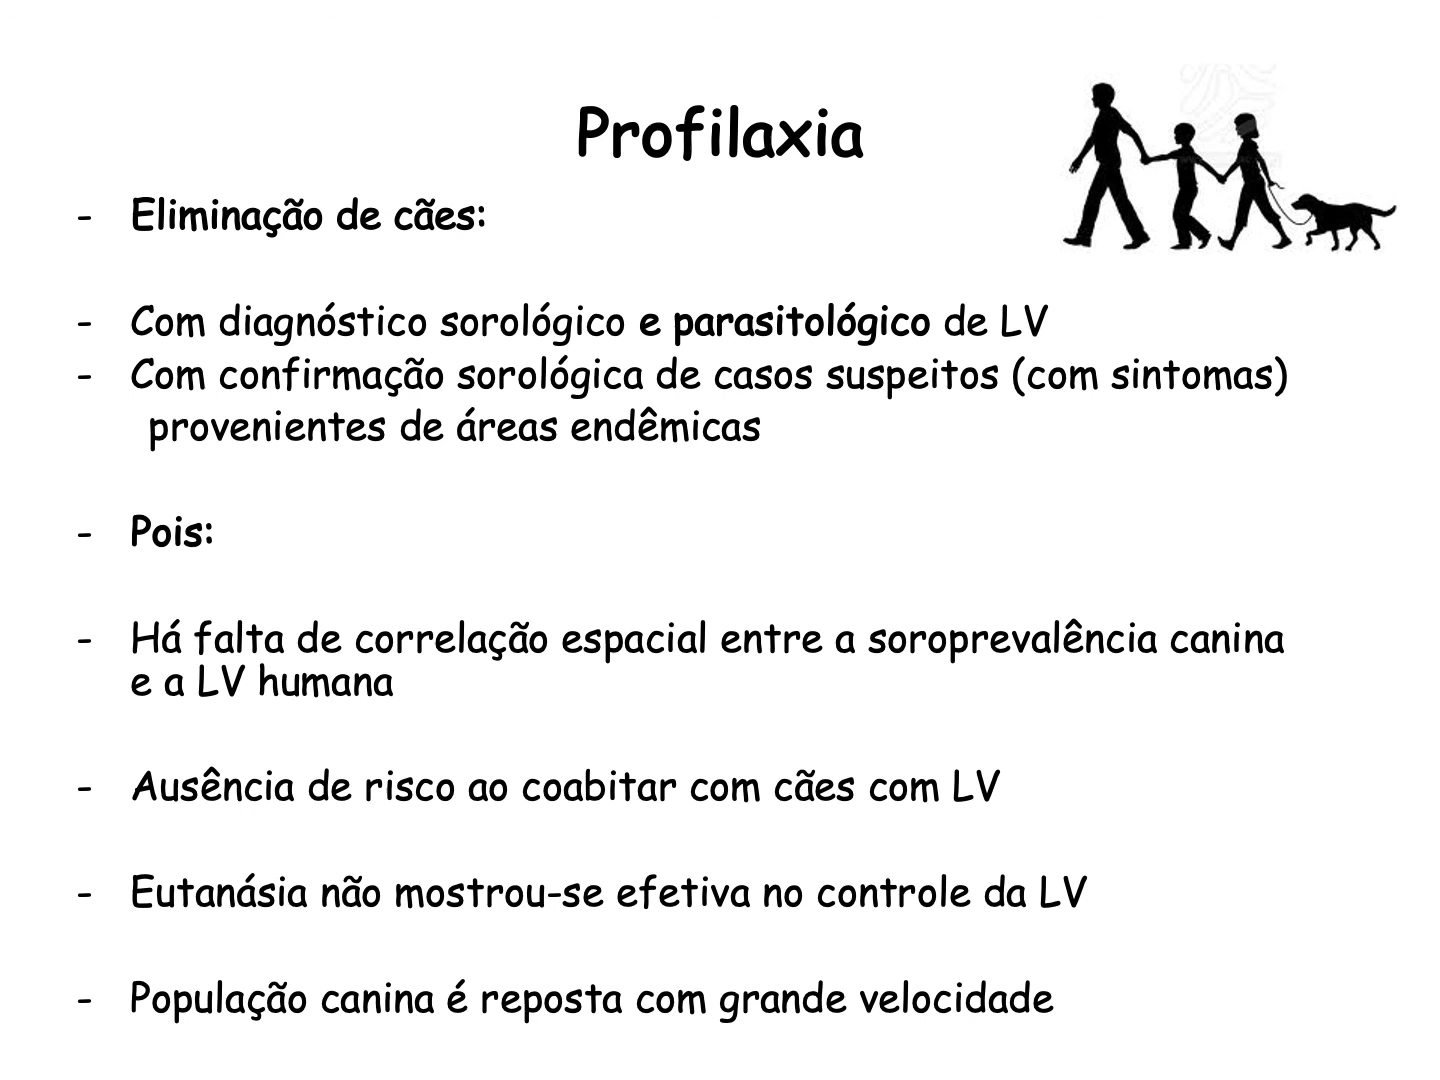 Profilaxia
- Eliminação de cães:
- Com diagnóstico sorológico e parasitológico de LV
- Com confirmação sorológica de casos suspeitos (com sintomas)
provenientes de áreas endêmicas
- Pois:
- Há falta de correlação espacial entre a soroprevalência canina
e a LV humana
- Ausência de risco ao coabitar com cães com LV
- Eutanásia não mostrou-se efetiva no controle da LV
- População canina é reposta com grande velocidade